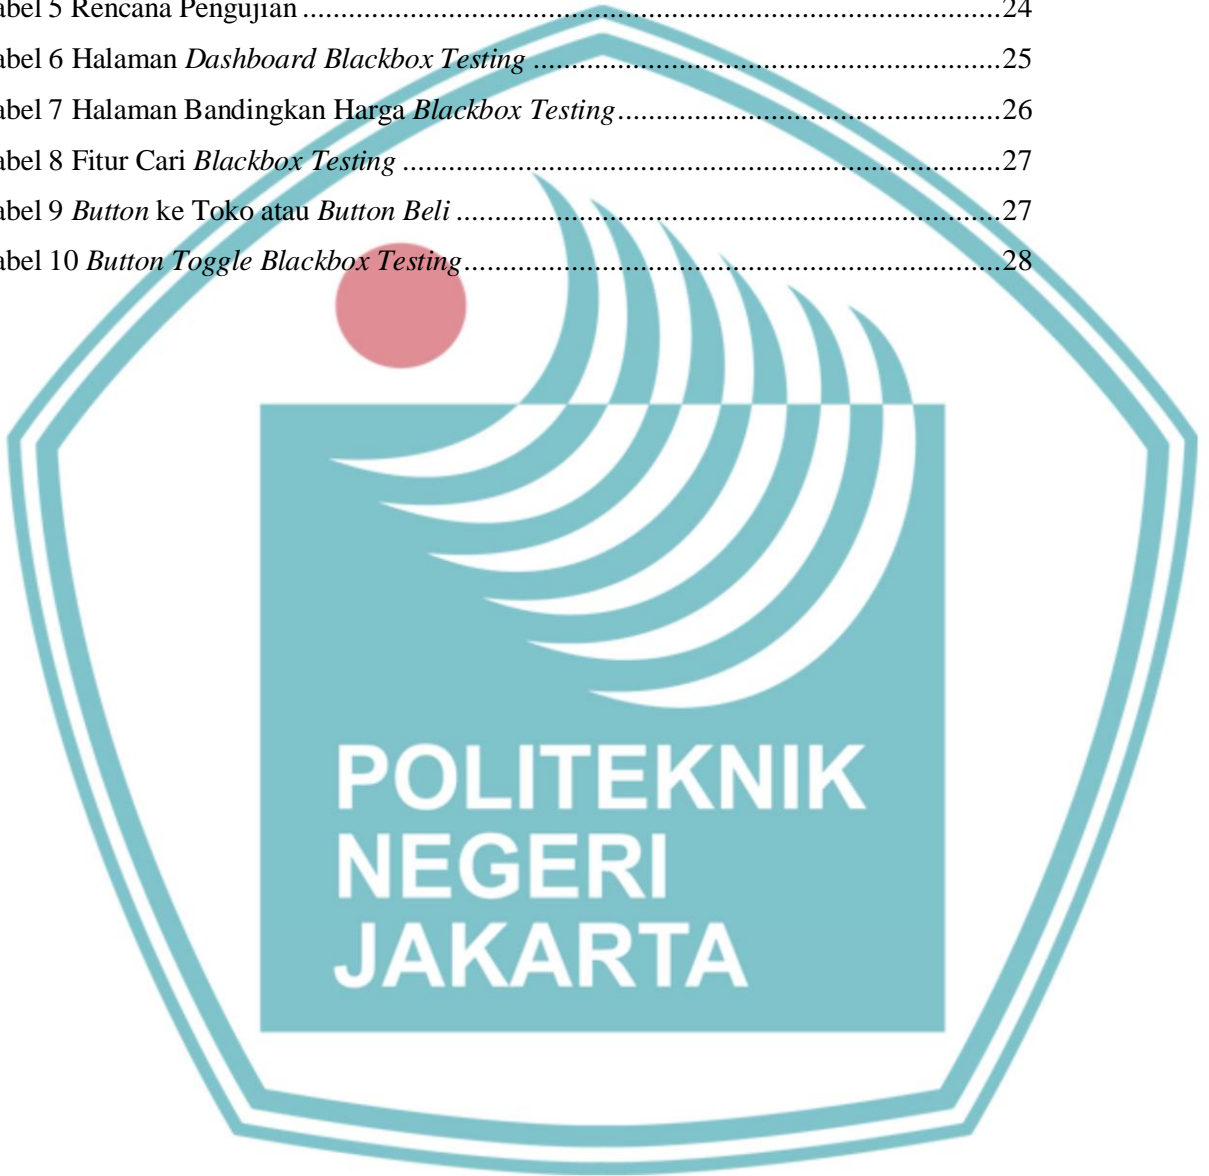 abel 5 Rencana Pengujian ..........................................................................................24
abel 6 Halaman Dashboard Blackbox Testing ............................................................25
abel 7 Halaman Bandingkan Harga Blackbox Testing.................................................26
abel 8 Fitur Cari Blackbox Testing .............................................................................27
abel 9 Button ke Toko atau Button Beli ......................................................................27
abel 10 Button Toggle Blackbox Testing.....................................................................28
POLITEKNIK
NEGERI
JAKARTA